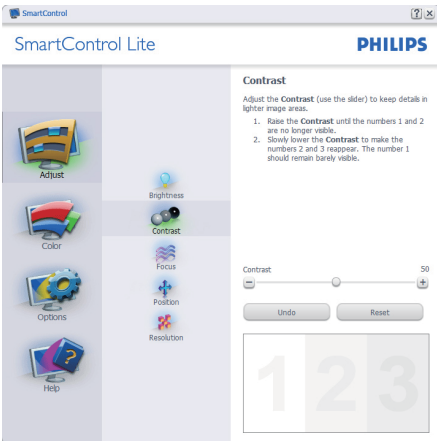 SmartControl
SmartControl Lite
PHILIPS
Adjust
Color
Options
Help
Brightness
Contrast
Focus
Position
Resolution
Contrast
Adjust the Contrast (use the slider) to keep details in
lighter image areas.
1. Raise the Contrast until the numbers 1 and 2
are no longer visible.
2. Slowly lower the Contrast to make the
numbers 2 and 3 reappear. The number 1
should remain barely visible.
Contrast 50
Undo Reset
1 2 3